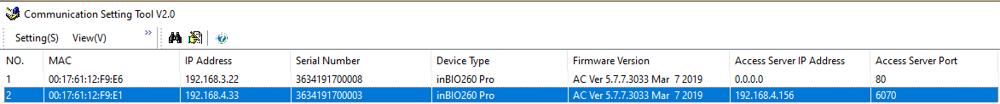 Communication Setting Tool V2.0
Setting(S) View(V) »
NO. MAC IP Address Serial Number Device Type Firmware Version Access Server IP Address Access Server Port
1 00:17:61:12:F9:E6 192.168.3.22 3634191700008 inBIO260 Pro AC Ver 5.7.7.3033 Mar 7 2019 0.0.0.0 80
2 00:17:61:12:F9:E1 192.168.4.33 3634191700003 inBIO260 Pro AC Ver 5.7.7.3033 Mar 7 2019 192.168.4.156 6070